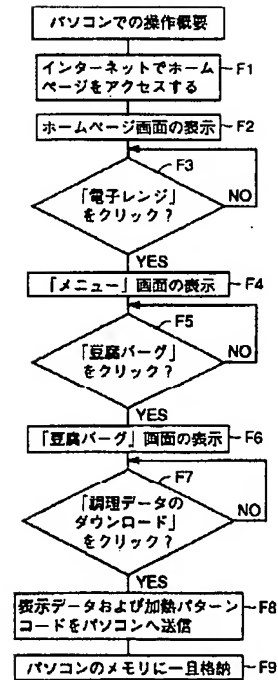 パソコンでの操作概要
インターネットでホーム
ページをアクセスする
F1
ホームページ画面の表示
F2
F3
「電子レンジ」
をクリック?
NO
YES
「メニュー」画面の表示
F4
F5
「豆腐バーグ」
をクリック?
NO
YES
「豆腐バーグ」画面の表示
F6
F7
「調理データの
ダウンロード」
をクリック?
NO
YES
表示データおよび加熱パターン
コードをパソコンへ送信
F8
パソコンのメモリに一旦格納
F9